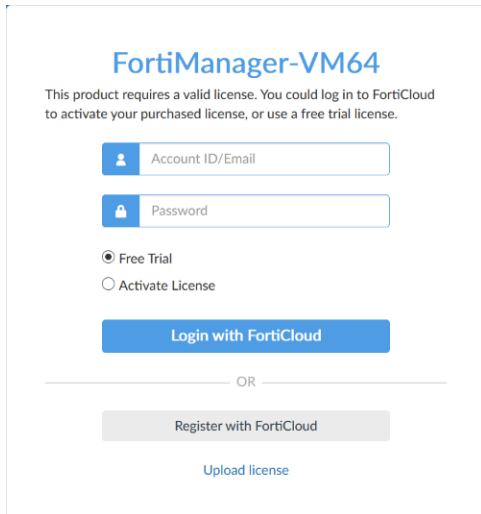 FortiManager-VM64
This product requires a valid license. You could log in to FortiCloud
to activate your purchased license, or use a free trial license.
Account ID/Email
Password
Free Trial
Activate License
Login with FortiCloud
OR
Register with FortiCloud
Upload license